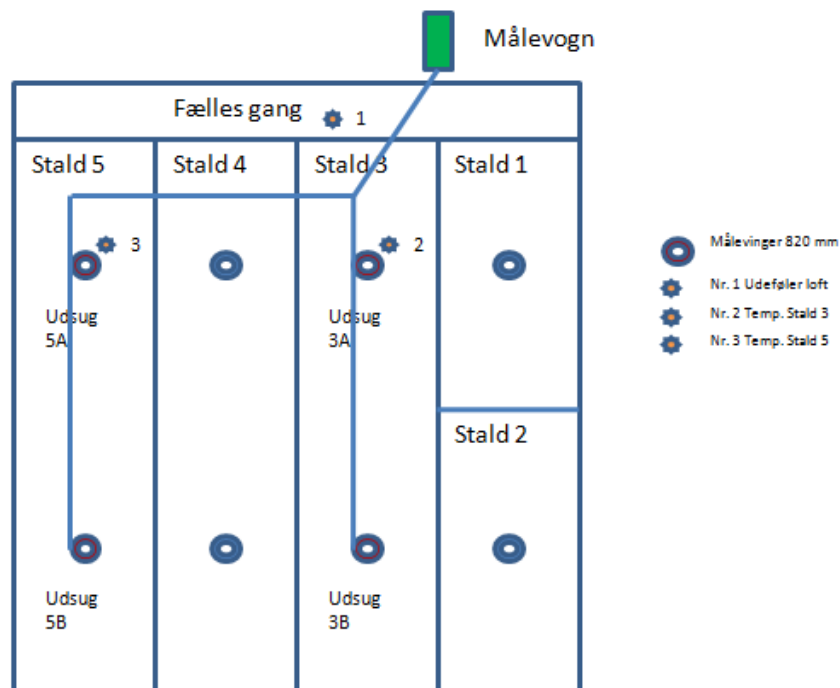 Målevogn
Fælles gang
1
Stald 5
Stald 4
Stald 3
Stald 1
3
2
Målevinger 820 mm
Nr. 1 Udeføler loft
Nr. 2 Temp. Stald 3
Nr. 3 Temp. Stald 5
Udsug
5A
Udsug
3A
Stald 2
Udsug
5B
Udsug
3B